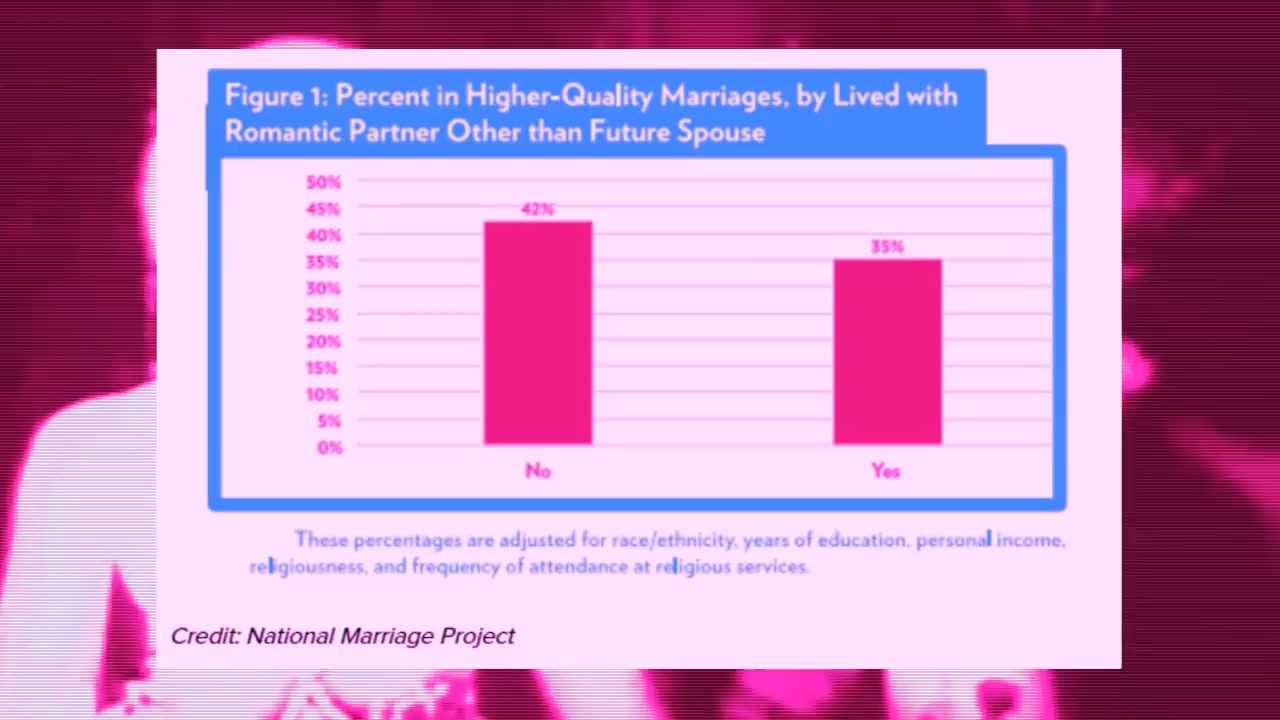 Figure 1: Percent in Higher-Quality Marriages, by Lived with
Romantic Partner Other than Future Spouse
50%
45%
40%
35%
30%
25%
20%
15%
10%
5%
0%
42%
35%
No
Yes
These percentages are adjusted for race/ethnicity, years of education, personal income,
religiousness, and frequency of attendance at religious services.
Credit: National Marriage Project